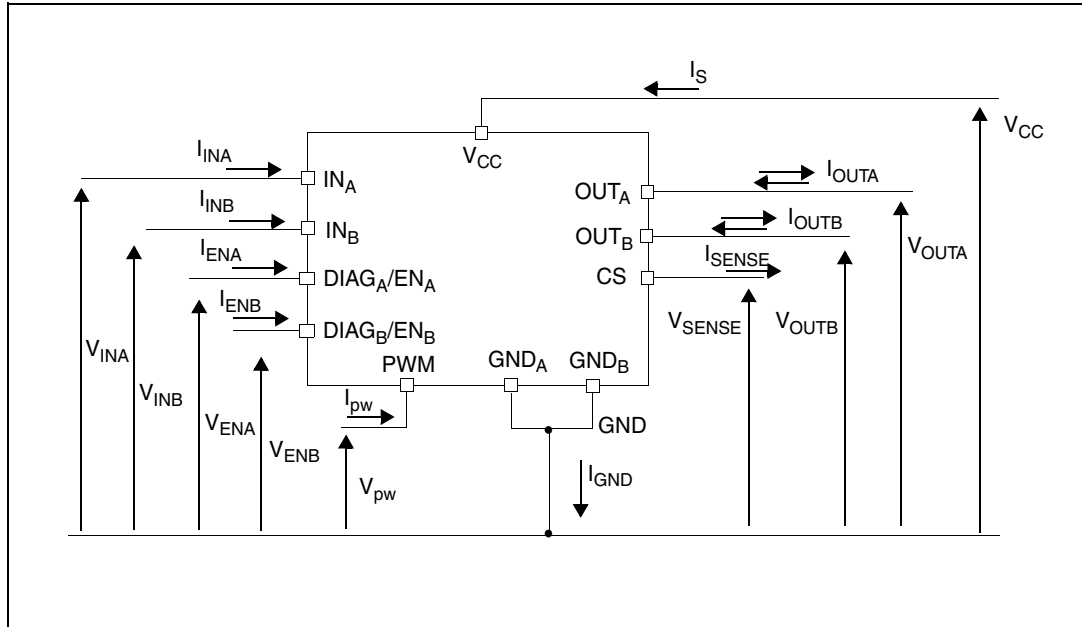 I_S
V_CC
V_CC
I_INA
IN_A
OUT_A
I_OUTA
I_INB
IN_B
OUT_B
I_OUTB
I_ENA
DIAG_A/EN_A
CS
I_SENSE
V_OUTA
I_ENB
DIAG_B/EN_B
V_SENSE
V_OUTB
V_INA
PWM
GND_A
GND_B
V_INB
I_pw
GND
V_ENA
V_ENB
V_pw
I_GND